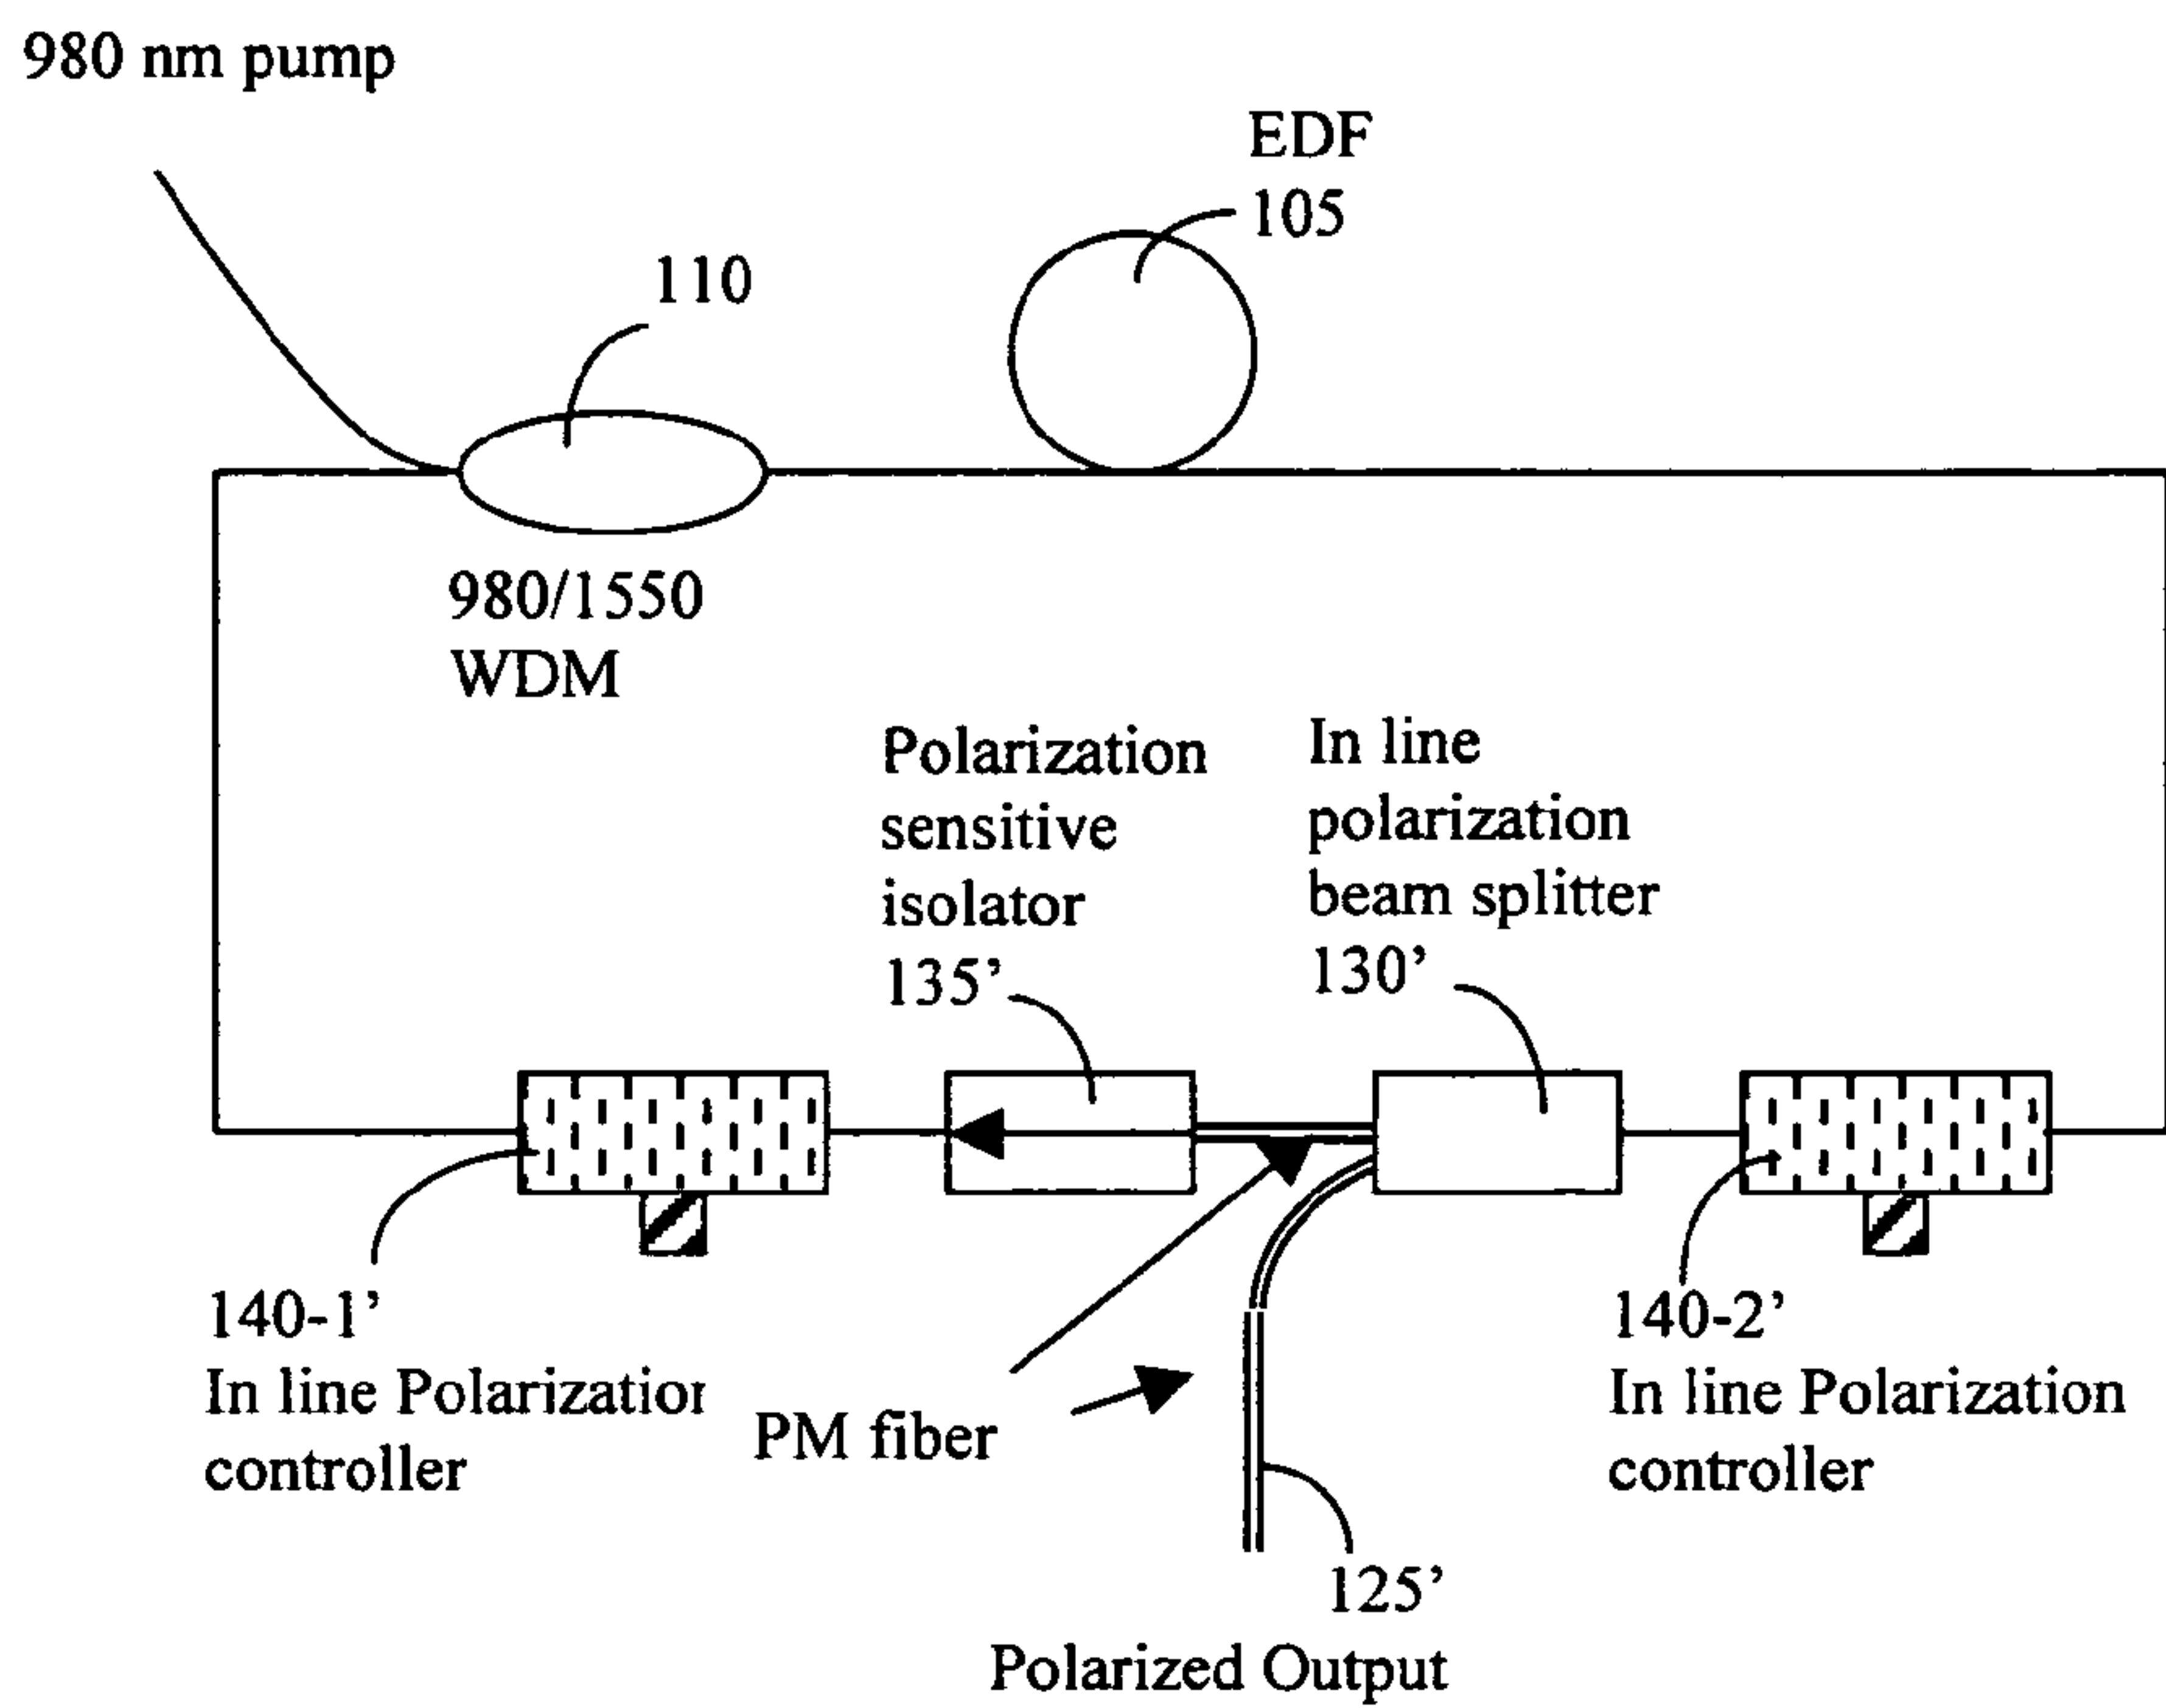 980 nm pump
EDF
105
110
980/1550
WDM
Polarization
sensitive
isolator
135’
In line
polarization
beam splitter
130’
140-1’
In line Polarization
controller
PM fiber
140-2’
In line Polarization
controller
125’
Polarized Output